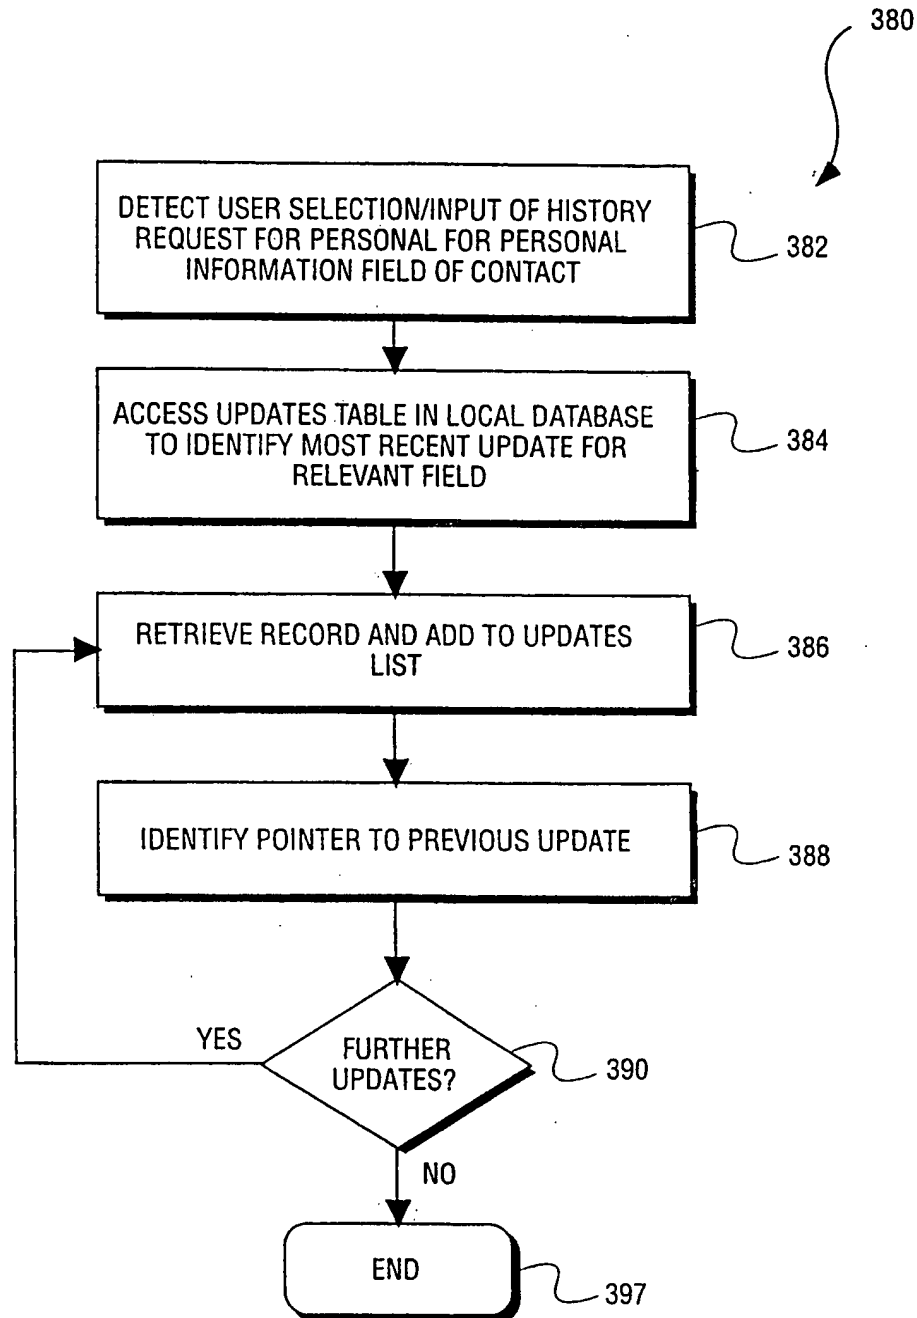 380
DETECT USER SELECTION/INPUT OF HISTORY
REQUEST FOR PERSONAL FOR PERSONAL
INFORMATION FIELD OF CONTACT
382
ACCESS UPDATES TABLE IN LOCAL DATABASE
TO IDENTIFY MOST RECENT UPDATE FOR
RELEVANT FIELD
384
RETRIEVE RECORD AND ADD TO UPDATES
LIST
386
IDENTIFY POINTER TO PREVIOUS UPDATE
388
YES
FURTHER
UPDATES?
390
NO
END
397